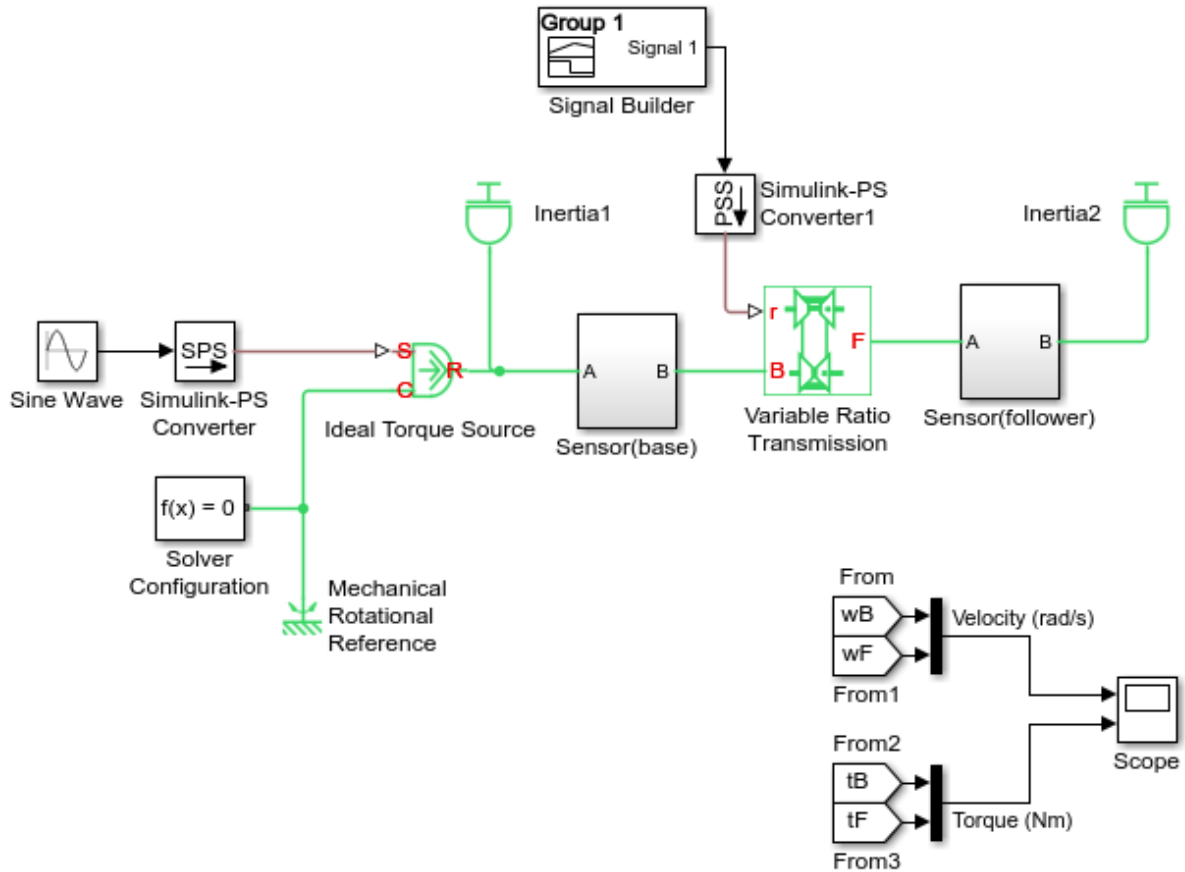 Group 1
Signal 1
Signal Builder
PSS
Simulink-PS
Converter1
Inertia1
Inertia2
r
F
B
A
B
Sensor(follower)
Variable Ratio
Transmission
A
B
Sensor(base)
S
R
C
Ideal Torque Source
SPS
Sine Wave
Simulink-PS
Converter
f(x) = 0
Solver
Configuration
Mechanical
Rotational
Reference
From
wB
wF
From1
Velocity (rad/s)
From2
tB
tF
From3
Torque (Nm)
Scope